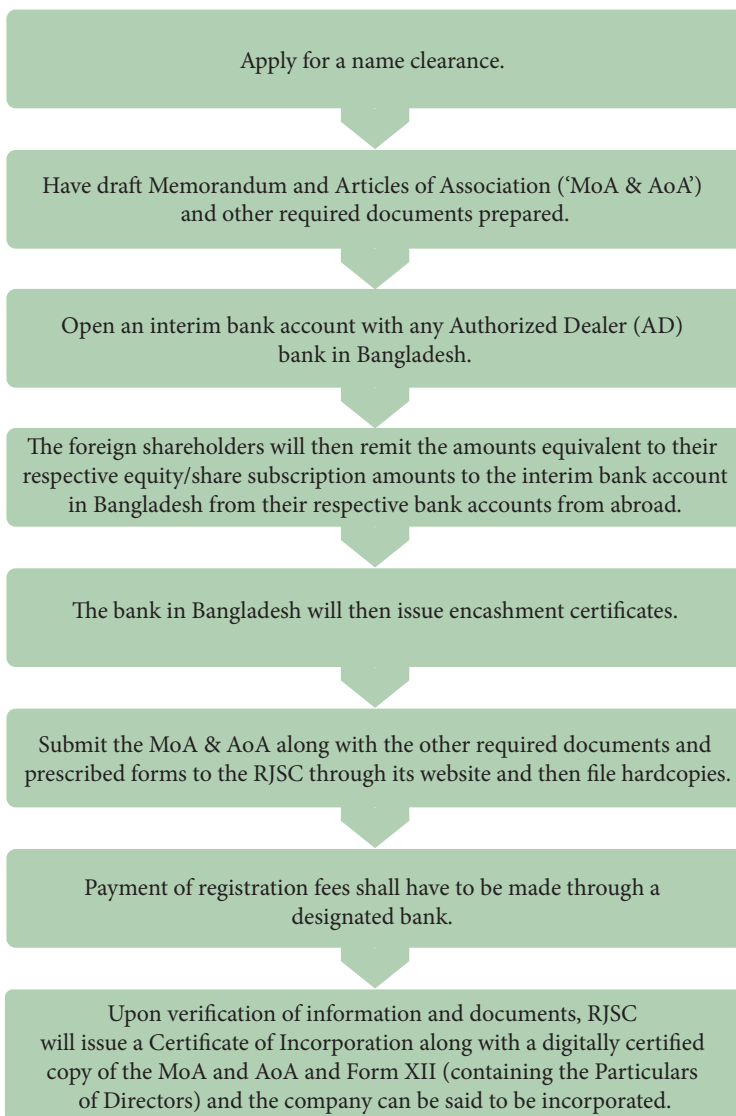 Apply for a name clearance.
Have draft Memorandum and Articles of Association (‘MoA & AoA’)
and other required documents prepared.
Open an interim bank account with any Authorized Dealer (AD)
bank in Bangladesh.
The foreign shareholders will then remit the amounts equivalent to their
respective equity/share subscription amounts to the interim bank account
in Bangladesh from their respective bank accounts from abroad.
The bank in Bangladesh will then issue encashment certificates.
Submit the MoA & AoA along with the other required documents and
prescribed forms to the RJSC through its website and then file hardcopies.
Payment of registration fees shall have to be made through a
designated bank.
Upon verification of information and documents, RJSC
will issue a Certificate of Incorporation along with a digitally certified
copy of the MoA and AoA and Form XII (containing the Particulars
of Directors) and the company can be said to be incorporated.